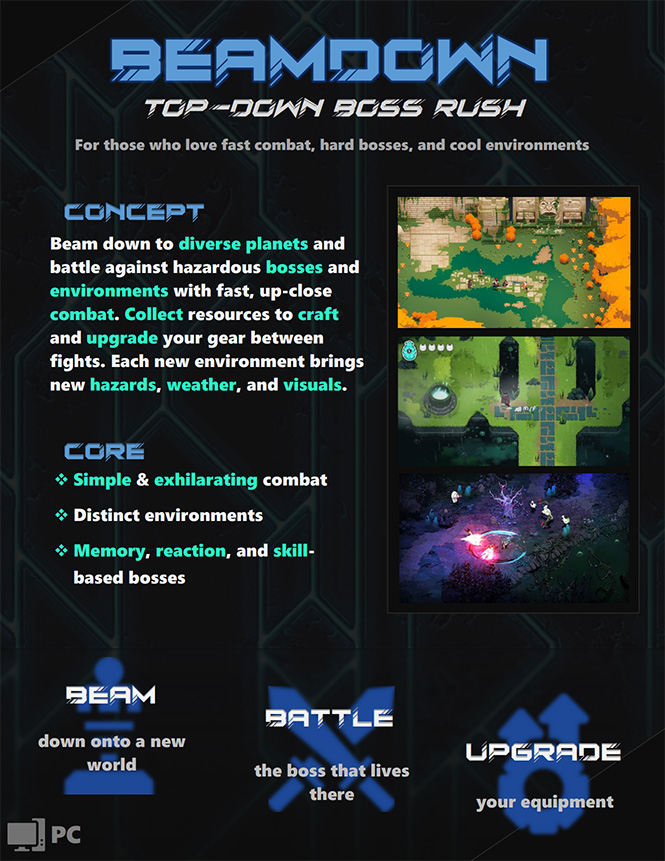 BEAMDOWN
TOP-DOWN BOSS RUSH
For those who love fast combat, hard bosses, and cool environments
CONCEPT
Beam down to diverse planets and
battle against hazardous bosses and
environments with fast, up-close
combat. Collect resources to craft
and upgrade your gear between
fights. Each new environment brings
new hazards, weather, and visuals.
CORE
❖ Simple & exhilarating combat
❖ Distinct environments
❖ Memory, reaction, and skill-
based bosses
BEAM
down onto a new
world
BATTLE
the boss that lives
there
UPGRADE
your equipment
PC